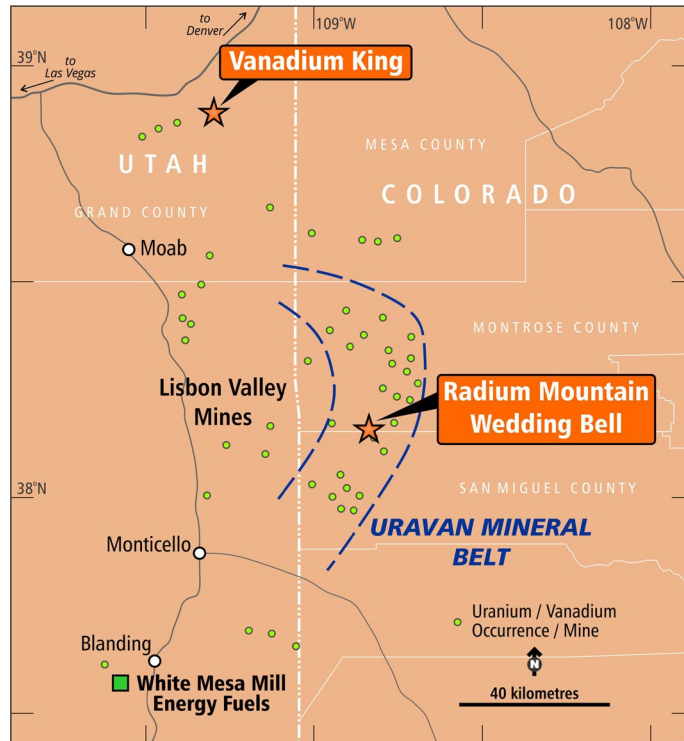 to
Denver
109°W
108°W
39°N
to
Las Vegas
Vanadium King
MESA COUNTY
UTAH
COLORADO
GRAND COUNTY
Moab
MONTROSE COUNTY
Lisbon Valley
Mines
Radium Mountain
Wedding Bell
38°N
SAN MIGUEL COUNTY
URAVAN MINERAL
BELT
Monticello
Uranium / Vanadium
Occurrence / Mine
Blanding
N
White Mesa Mill
Energy Fuels
40 kilometres